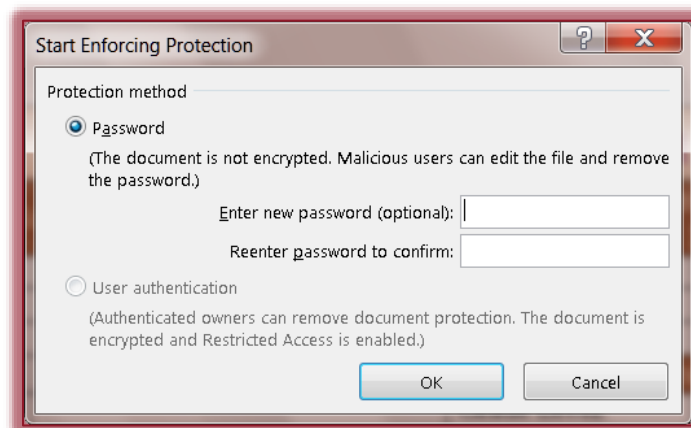 Start Enforcing Protection
Protection method
Password
(The document is not encrypted. Malicious users can edit the file and remove
the password.)
Enter new password (optional):
Reenter password to confirm:
User authentication
(Authenticated owners can remove document protection. The document is
encrypted and Restricted Access is enabled.)
OK Cancel